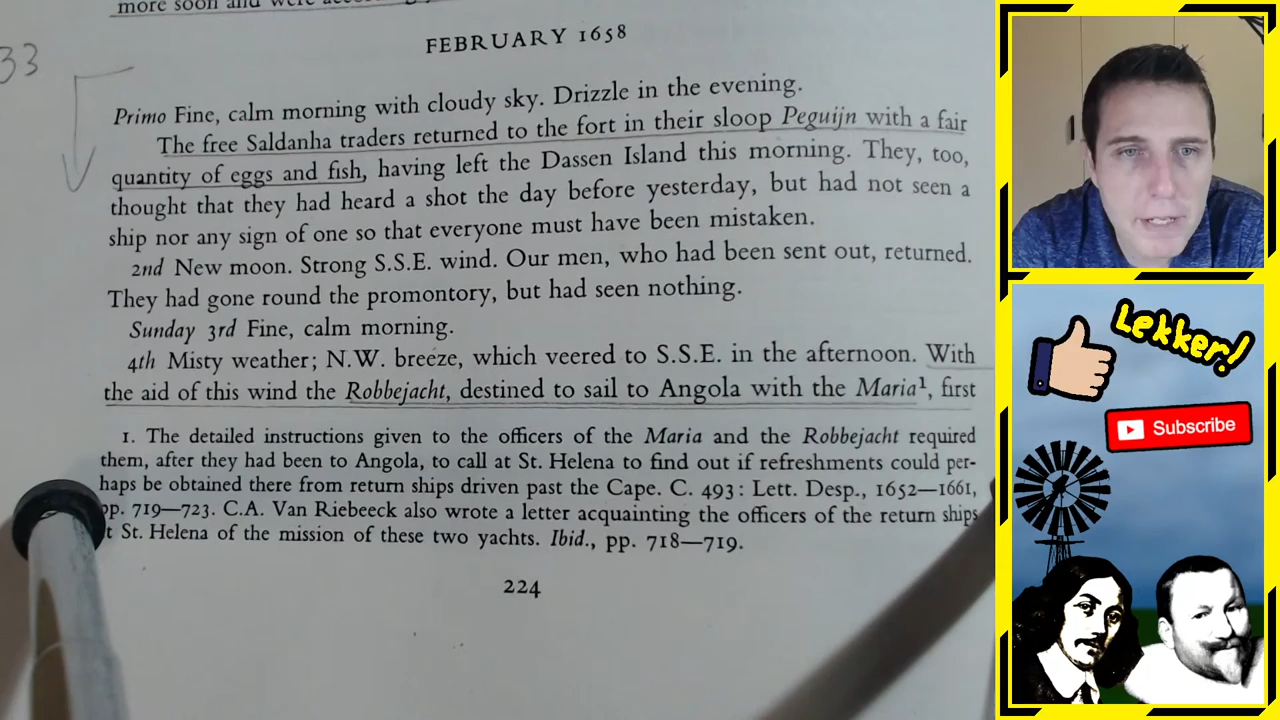 more soon and were
FEBRUARY 1658
33
Primo Fine, calm morning with cloudy sky. Drizzle in the evening.
The free Saldanha traders returned to the fort in their sloop Peguijn with a fair
quantity of eggs and fish, having left the Dassen Island this morning. They, too,
thought that they had heard a shot the day before yesterday, but had not seen a
ship nor any sign of one so that everyone must have been mistaken.
2nd New moon. Strong S.S.E. wind. Our men, who had been sent out, returned.
They had gone round the promontory, but had seen nothing.
Sunday 3rd Fine, calm morning.
4th Misty weather; N.W. breeze, which veered to S.S.E. in the afternoon. With
the aid of this wind the Robbejacht, destined to sail to Angola with the Maria¹, first
1. The detailed instructions given to the officers of the Maria and the Robbejacht required
them, after they had been to Angola, to call at St. Helena to find out if refreshments could per-
haps be obtained there from return ships driven past the Cape. C. 493: Lett. Desp., 1652—1661,
pp. 719—723. C.A. Van Riebeeck also wrote a letter acquainting the officers of the return ships
t St. Helena of the mission of these two yachts. Ibid., pp. 718—719.
224
Lekker!
Subscribe